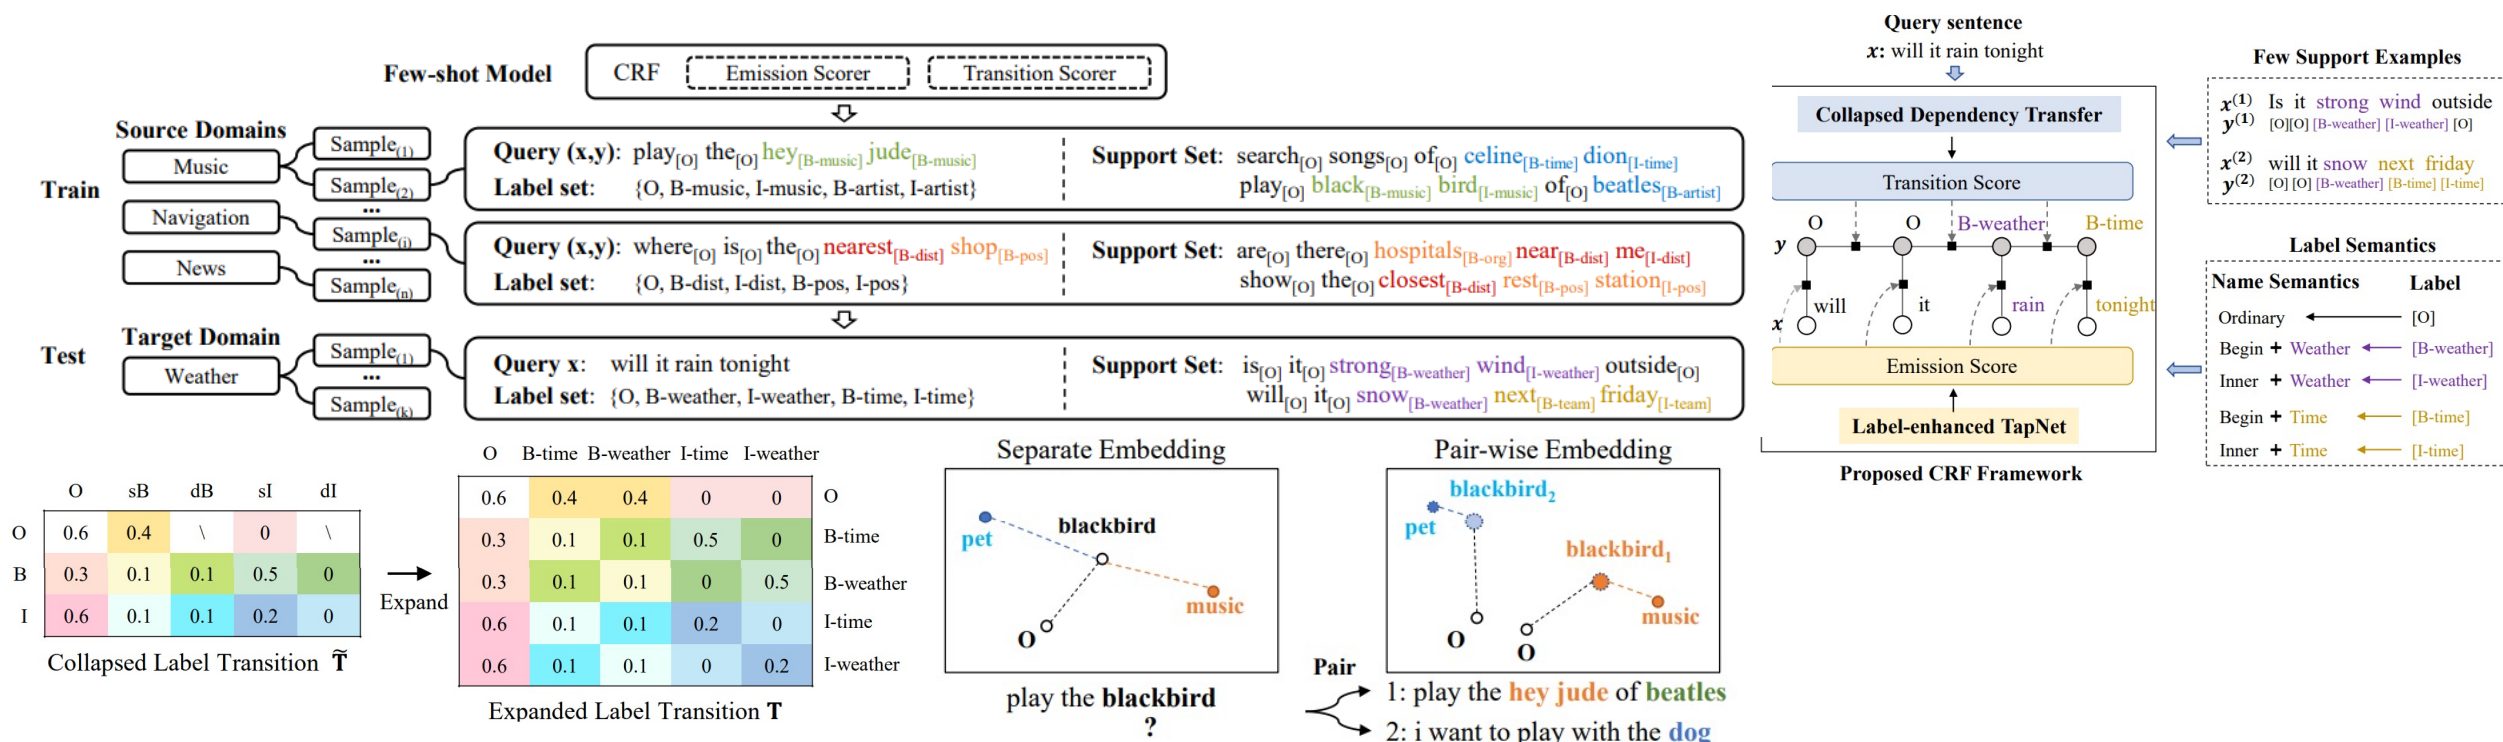 Few-shot Model CRF Emission Scorer Transition Scorer
Train
Source Domains
Music
Navigation
News
Sample(1)
Sample(2)
...
Sample(i)
...
Sample(n)
Query (x,y): play[O] the[O] hey[B-music] jude[B-music]
Label set: {O, B-music, I-music, B-artist, I-artist}
Support Set: search[O] songs[O] of[O] celine[B-time] dion[I-time]
play[O] black[B-music] bird[I-music] of[O] beatles[B-artist]
Query (x,y): where[O] is[O] the[O] nearest[B-dist] shop[B-pos]
Label set: {O, B-dist, I-dist, B-pos, I-pos}
Support Set: are[O] there[O] hospitals[B-org] near[B-dist] me[I-dist]
show[O] the[O] closest[B-dist] rest[B-pos] station[I-pos]
Test
Target Domain
Weather
Sample(1)
...
Sample(k)
Query x: will it rain tonight
Label set: {O, B-weather, I-weather, B-time, I-time}
Support Set: is[O] it[O] strong[B-weather] wind[I-weather] outside[O]
will[O] it[O] snow[B-weather] next[B-team] friday[I-team]
Query sentence
x: will it rain tonight
Collapsed Dependency Transfer
Transition Score
O O B-weather B-time
y
will it rain tonight
x
Emission Score
Label-enhanced TapNet
Proposed CRF Framework
Few Support Examples
x(1) Is it strong wind outside
y(1) [O][O] [B-weather] [I-weather] [O]
x(2) will it snow next friday
y(2) [O] [O] [B-weather] [B-time] [I-time]
Label Semantics
Name Semantics Label
Ordinary [O]
Begin + Weather [B-weather]
Inner + Weather [I-weather]
Begin + Time [B-time]
Inner + Time [I-time]
O sB dB sI dI
O 0.6 0.4 \ 0 \
B 0.3 0.1 0.1 0.5 0
I 0.6 0.1 0.1 0.2 0
Collapsed Label Transition T̃
Expand
O B-time B-weather I-time I-weather
0.6 0.4 0.4 0 0 O
0.3 0.1 0.1 0.5 0 B-time
0.3 0.1 0.1 0 0.5 B-weather
0.6 0.1 0.1 0.2 0 I-time
0.6 0.1 0.1 0 0.2 I-weather
Expanded Label Transition T
Separate Embedding
pet
blackbird
music
O
play the blackbird
?
Pair-wise Embedding
blackbird2
pet
blackbird1
music
O
O
Pair
1: play the hey jude of beatles
2: i want to play with the dog